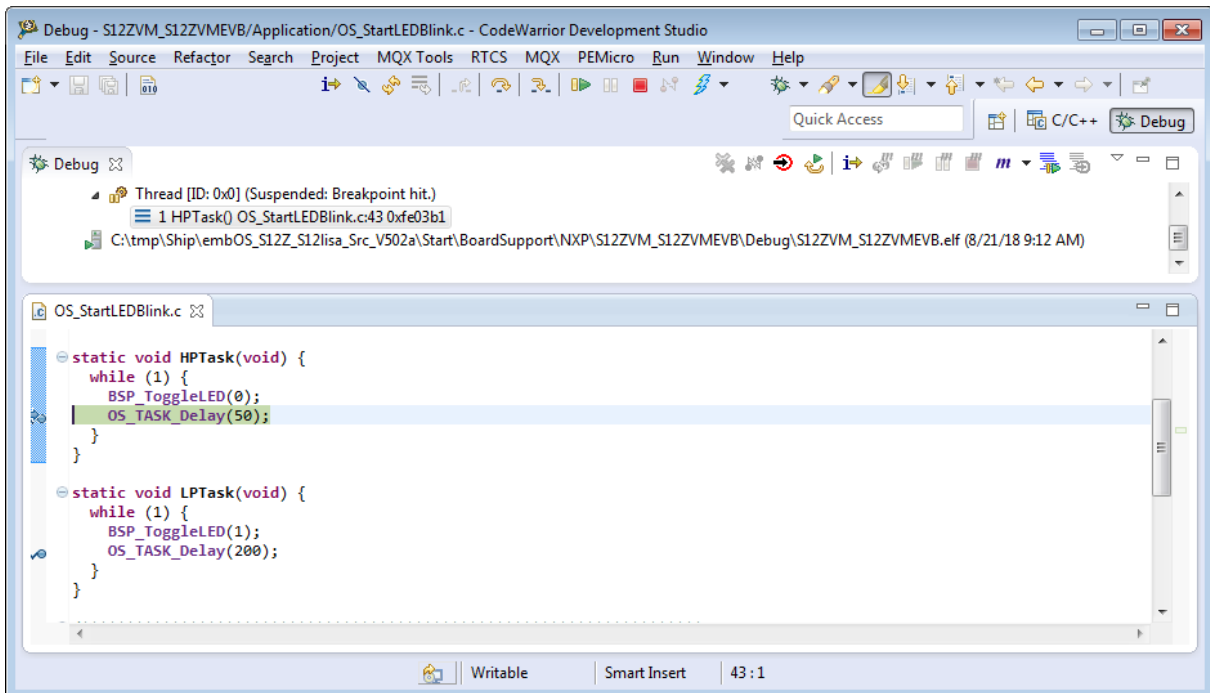 Debug - S12ZVM_S12ZVMEVB/Application/OS_StartLEDBlink.c - CodeWarrior Development Studio
File Edit Source Refactor Search Project MQX Tools RTCS MQX PEMicro Run Window Help
010
Quick Access C/C++ Debug
Debug
Thread [ID: 0x0] (Suspended: Breakpoint hit.)
1 HPTask() OS_StartLEDBlink.c:43 0xfe03b1
C:\tmp\Ship\embOS_S12Z_S12lisa_Src_V502a\Start\BoardSupport\NXP\S12ZVM_S12ZVMEVB\Debug\S12ZVM_S12ZVMEVB.elf (8/21/18 9:12 AM)
OS_StartLEDBlink.c
static void HPTask(void) {
while (1) {
BSP_ToggleLED(0);
OS_TASK_Delay(50);
}
}
static void LPTask(void) {
while (1) {
BSP_ToggleLED(1);
OS_TASK_Delay(200);
}
}
Writable Smart Insert 43 : 1